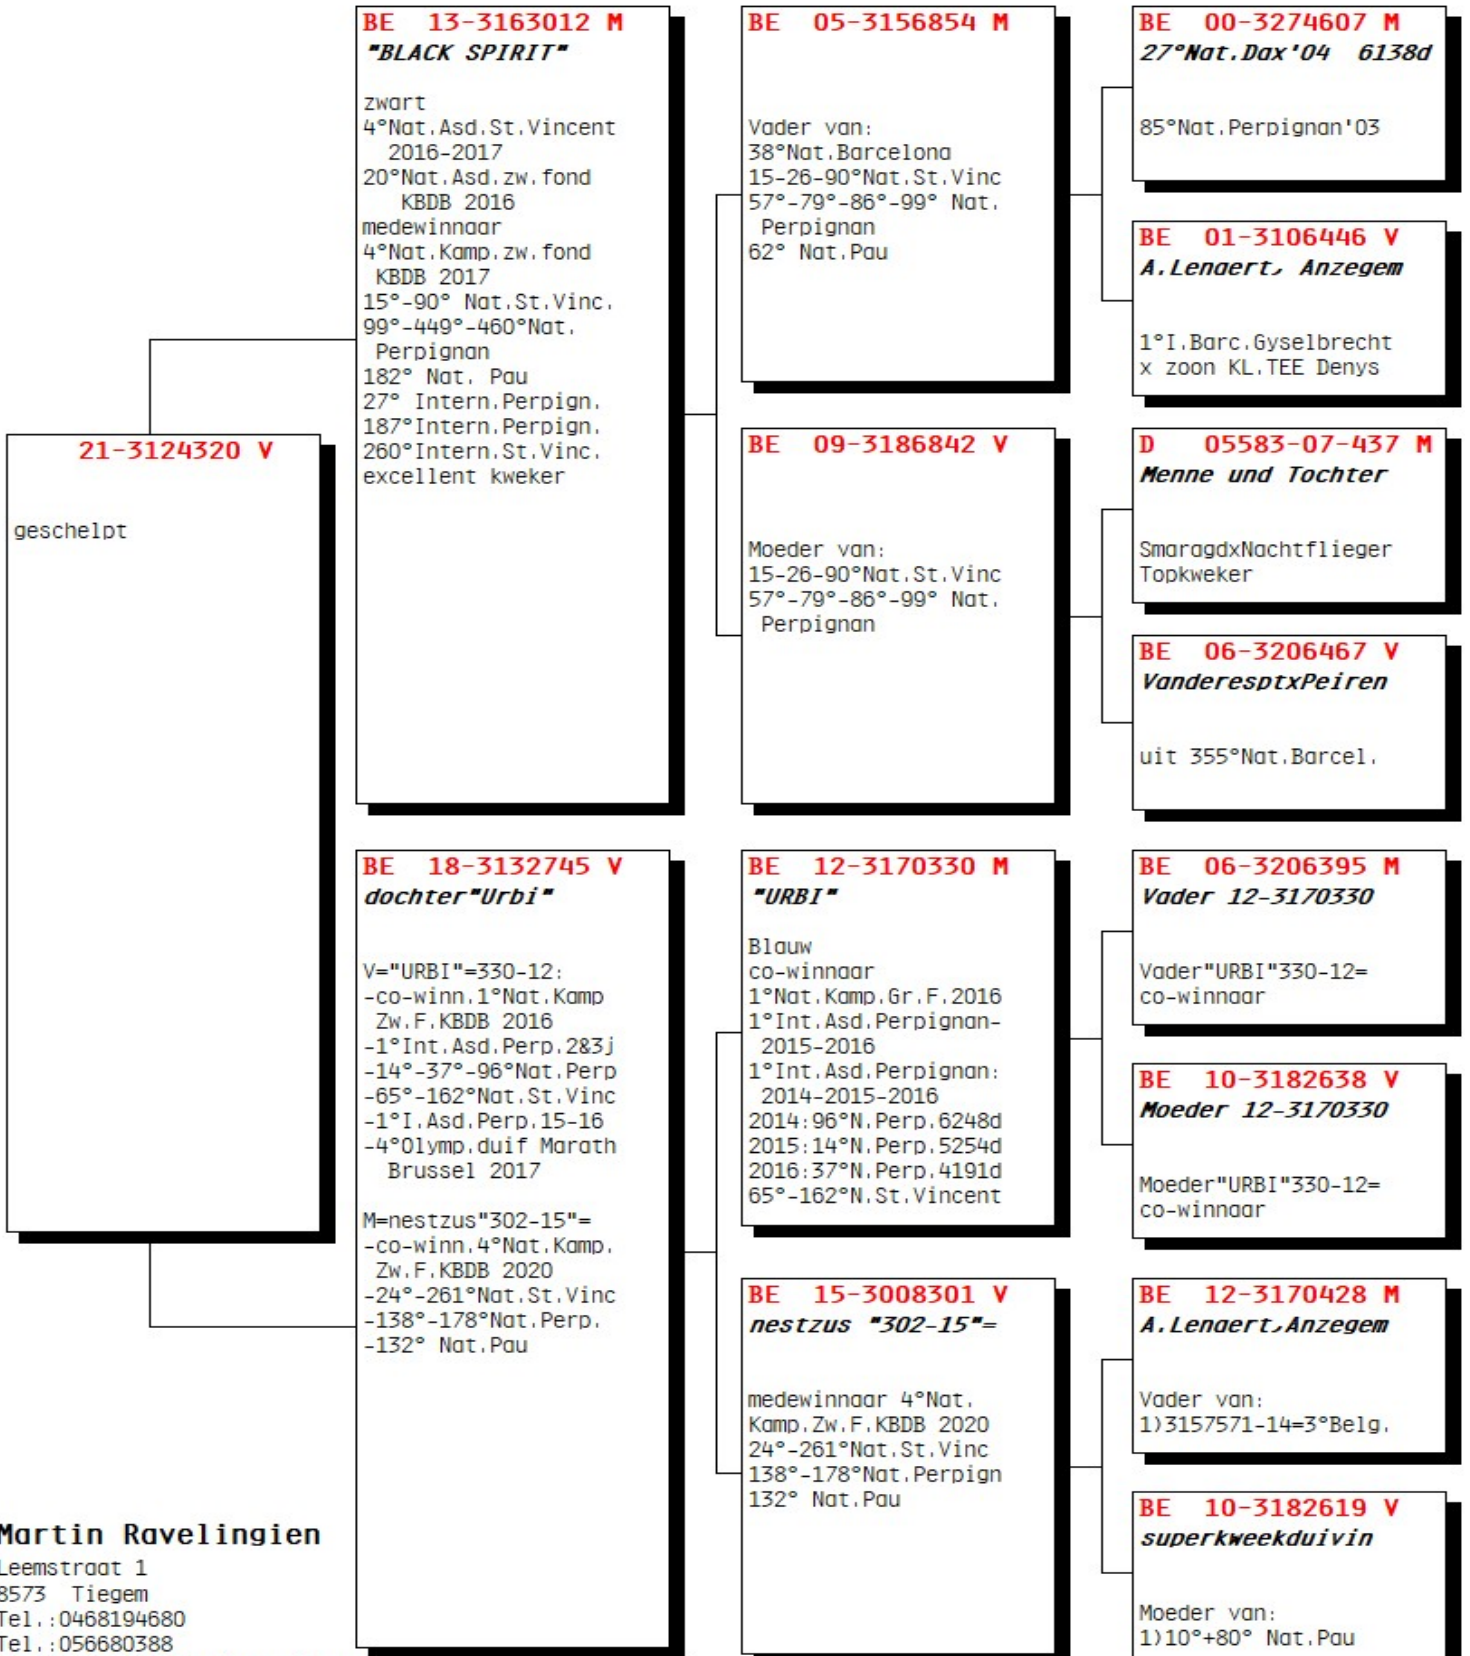 21-3124320 V
geschelpt
BE 13-3163012 M
"BLACK SPIRIT"
zwart
4°Nat.Asd.St.Vincent
2016-2017
20°Nat.Asd.zw.fond
KBDB 2016
medewinnaar
4°Nat.Kamp.zw.fond
KBDB 2017
15°-90° Nat.St.Vinc.
99°-449°-460°Nat.
Perpignan
182° Nat. Pau
27° Intern.Perpign.
187°Intern.Perpign.
260°Intern.St.Vinc.
excellent kweker
BE 18-3132745 V
dochter"Urbi"
V="URBI"=330-12:
-co-winn.1°Nat.Kamp
Zw.F.KBDB 2016
-1°Int.Asd.Perp.2&3j
-14°-37°-96°Nat.Perp
-65°-162°Nat.St.Vinc
-1°I.Asd.Perp.15-16
-4°Olymp.duif Marath
Brussel 2017
M=nestzus"302-15"=
-co-winn.4°Nat.Kamp.
Zw.F.KBDB 2020
-24°-261°Nat.St.Vinc
-138°-178°Nat.Perp.
-132° Nat.Pau
BE 05-3156854 M
Vader van:
38°Nat.Barcelona
15-26-90°Nat.St.Vinc
57°-79°-86°-99° Nat.
Perpignan
62° Nat.Pau
BE 09-3186842 V
Moeder van:
15-26-90°Nat.St.Vinc
57°-79°-86°-99° Nat.
Perpignan
BE 12-3170330 M
"URBI"
Blauw
co-winnaar
1°Nat.Kamp.Gr.F.2016
1°Int.Asd.Perpignan-
2015-2016
1°Int.Asd.Perpignan:
2014-2015-2016
2014:96°N.Perp.6248d
2015:14°N.Perp.5254d
2016:37°N.Perp.4191d
65°-162°N.St.Vincent
BE 15-3008301 V
nestzus "302-15"=
medewinnaar 4°Nat.
Kamp.Zw.F.KBDB 2020
24°-261°Nat.St.Vinc
138°-178°Nat.Perpign
132° Nat.Pau
BE 00-3274607 M
27°Nat.Dax'04 6138d
85°Nat.Perpignan'03
BE 01-3106446 V
A.Lenaert, Anzegem
1°I.Barc.Gyselbrecht
x zoon KL.TEE Denys
D 05583-07-437 M
Menne und Tochter
SmaragdxNachtflieger
Topkweker
BE 06-3206467 V
VanderesptxPeiren
uit 355°Nat.Barcel.
BE 06-3206395 M
Vader 12-3170330
Vader"URBI"330-12=
co-winnaar
BE 10-3182638 V
Moeder 12-3170330
Moeder"URBI"330-12=
co-winnaar
BE 12-3170428 M
A.Lenaert,Anzegem
Vader van:
1)3157571-14=3°Belg.
BE 10-3182619 V
superkweekduivin
Moeder van:
1)10°+80° Nat.Pau
Martin Ravelingien
Leemstraat 1
8573 Tiegem
Tel.:0468194680
Tel.:056680388